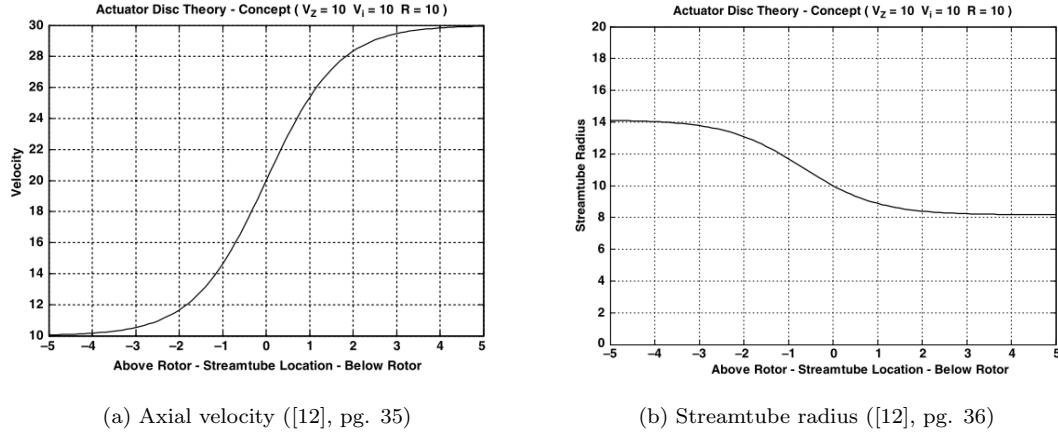 Actuator Disc Theory - Concept ( VZ = 10 Vi = 10 R = 10 )
30
28
26
24
22
20
18
16
14
12
10
Velocity
−5 −4 −3 −2 −1 0 1 2 3 4 5
Above Rotor - Streamtube Location - Below Rotor
(a) Axial velocity ([12], pg. 35)
Actuator Disc Theory - Concept ( VZ = 10 Vi = 10 R = 10 )
20
18
16
14
12
10
8
6
4
2
0
Streamtube Radius
−5 −4 −3 −2 −1 0 1 2 3 4 5
Above Rotor - Streamtube Location - Below Rotor
(b) Streamtube radius ([12], pg. 36)